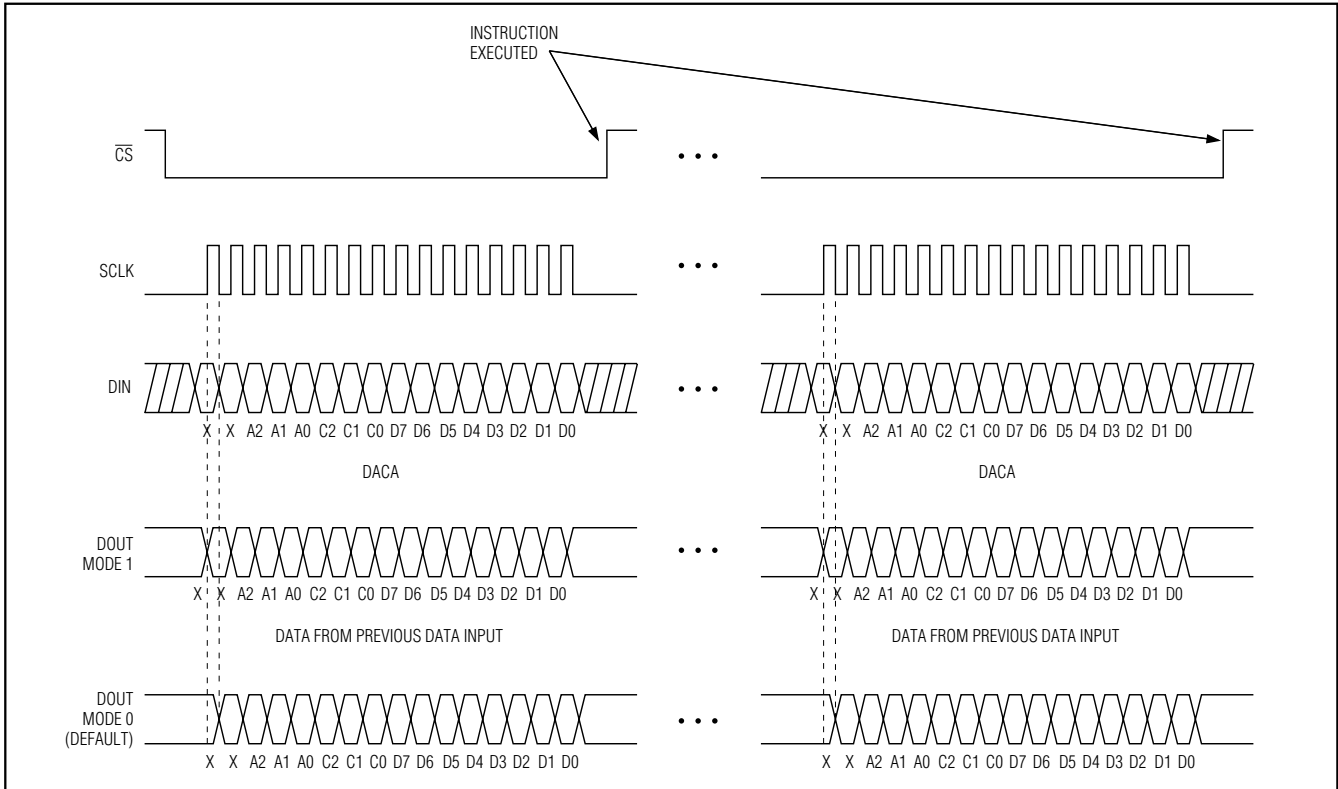 INSTRUCTION
EXECUTED
CS
• • •
SCLK
• • •
DIN
• • •
X X A2 A1 A0 C2 C1 C0 D7 D6 D5 D4 D3 D2 D1 D0
X X A2 A1 A0 C2 C1 C0 D7 D6 D5 D4 D3 D2 D1 D0
DACA
DACA
DOUT
MODE 1
• • •
X X A2 A1 A0 C2 C1 C0 D7 D6 D5 D4 D3 D2 D1 D0
X X A2 A1 A0 C2 C1 C0 D7 D6 D5 D4 D3 D2 D1 D0
DATA FROM PREVIOUS DATA INPUT
DATA FROM PREVIOUS DATA INPUT
DOUT
MODE 0
(DEFAULT)
• • •
X X A2 A1 A0 C2 C1 C0 D7 D6 D5 D4 D3 D2 D1 D0
X X A2 A1 A0 C2 C1 C0 D7 D6 D5 D4 D3 D2 D1 D0